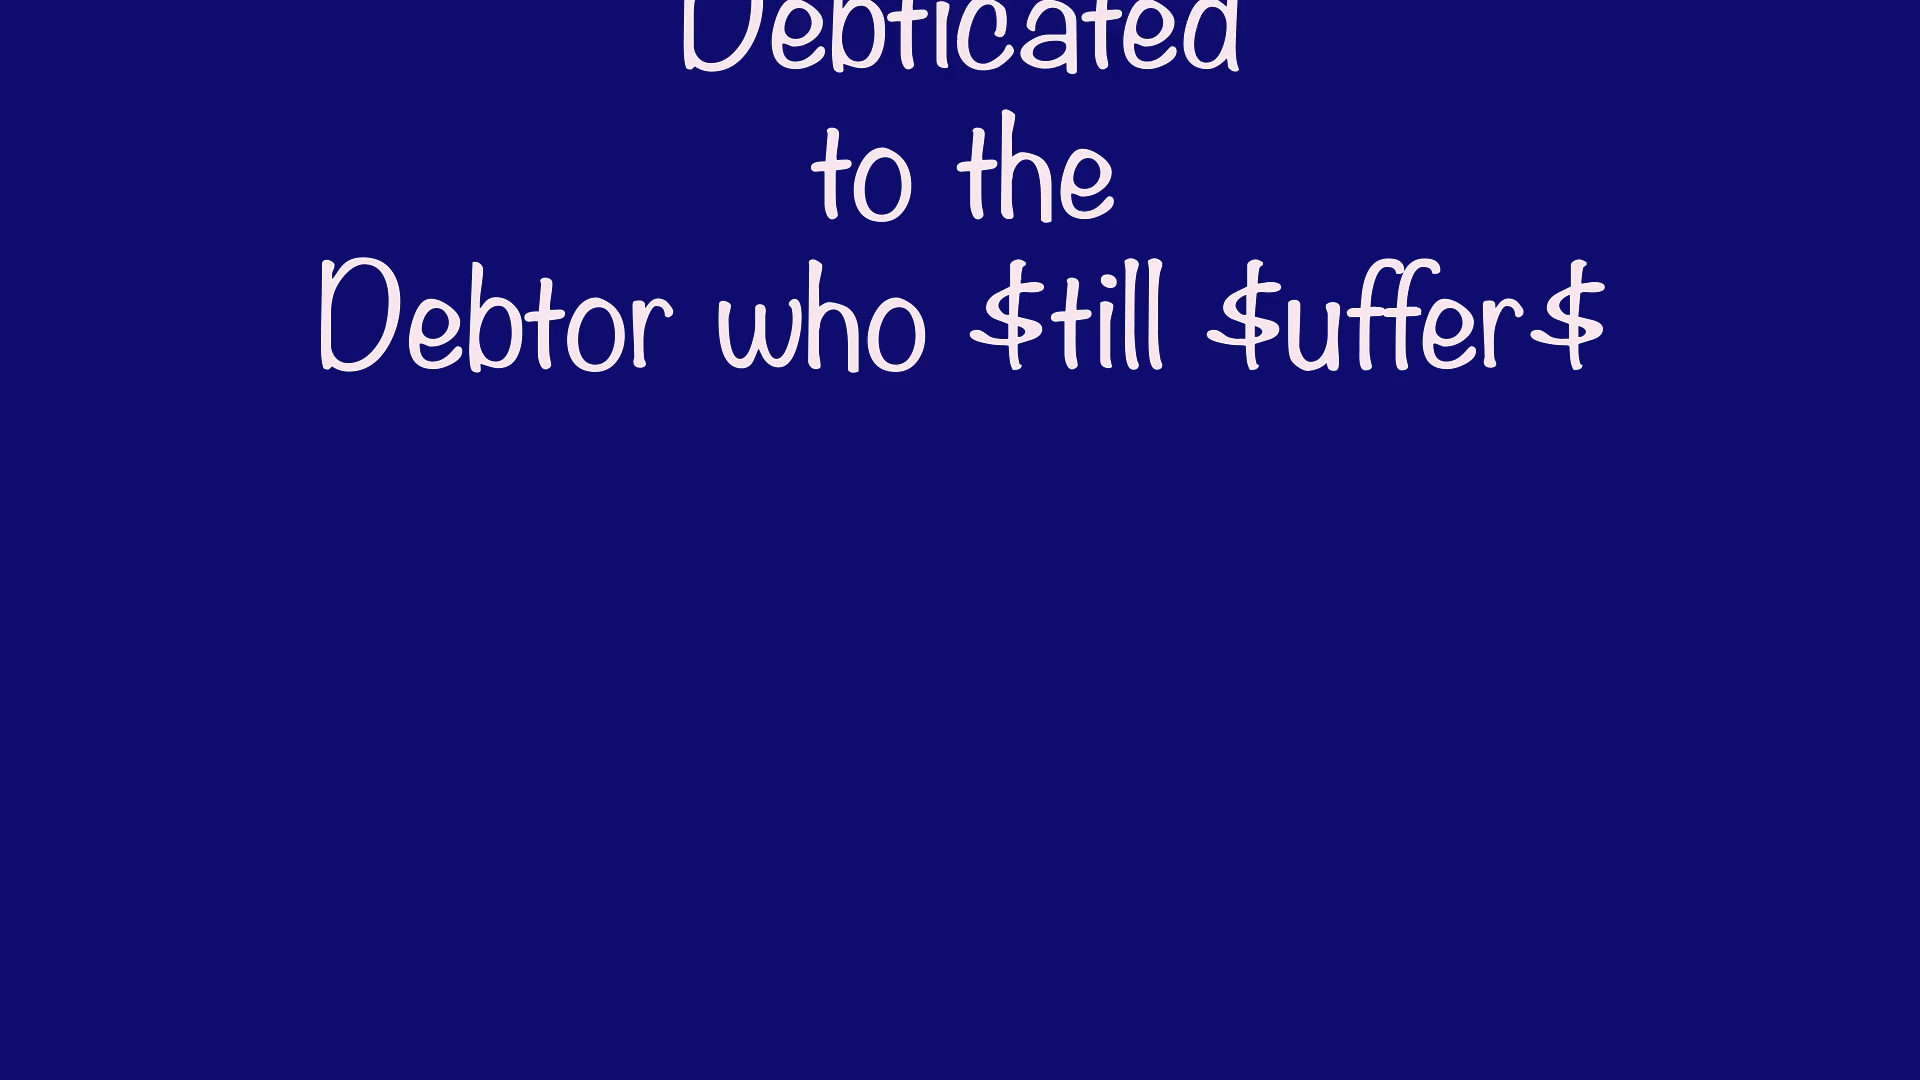 Debticated
to the
Debtor who $till $uffer$